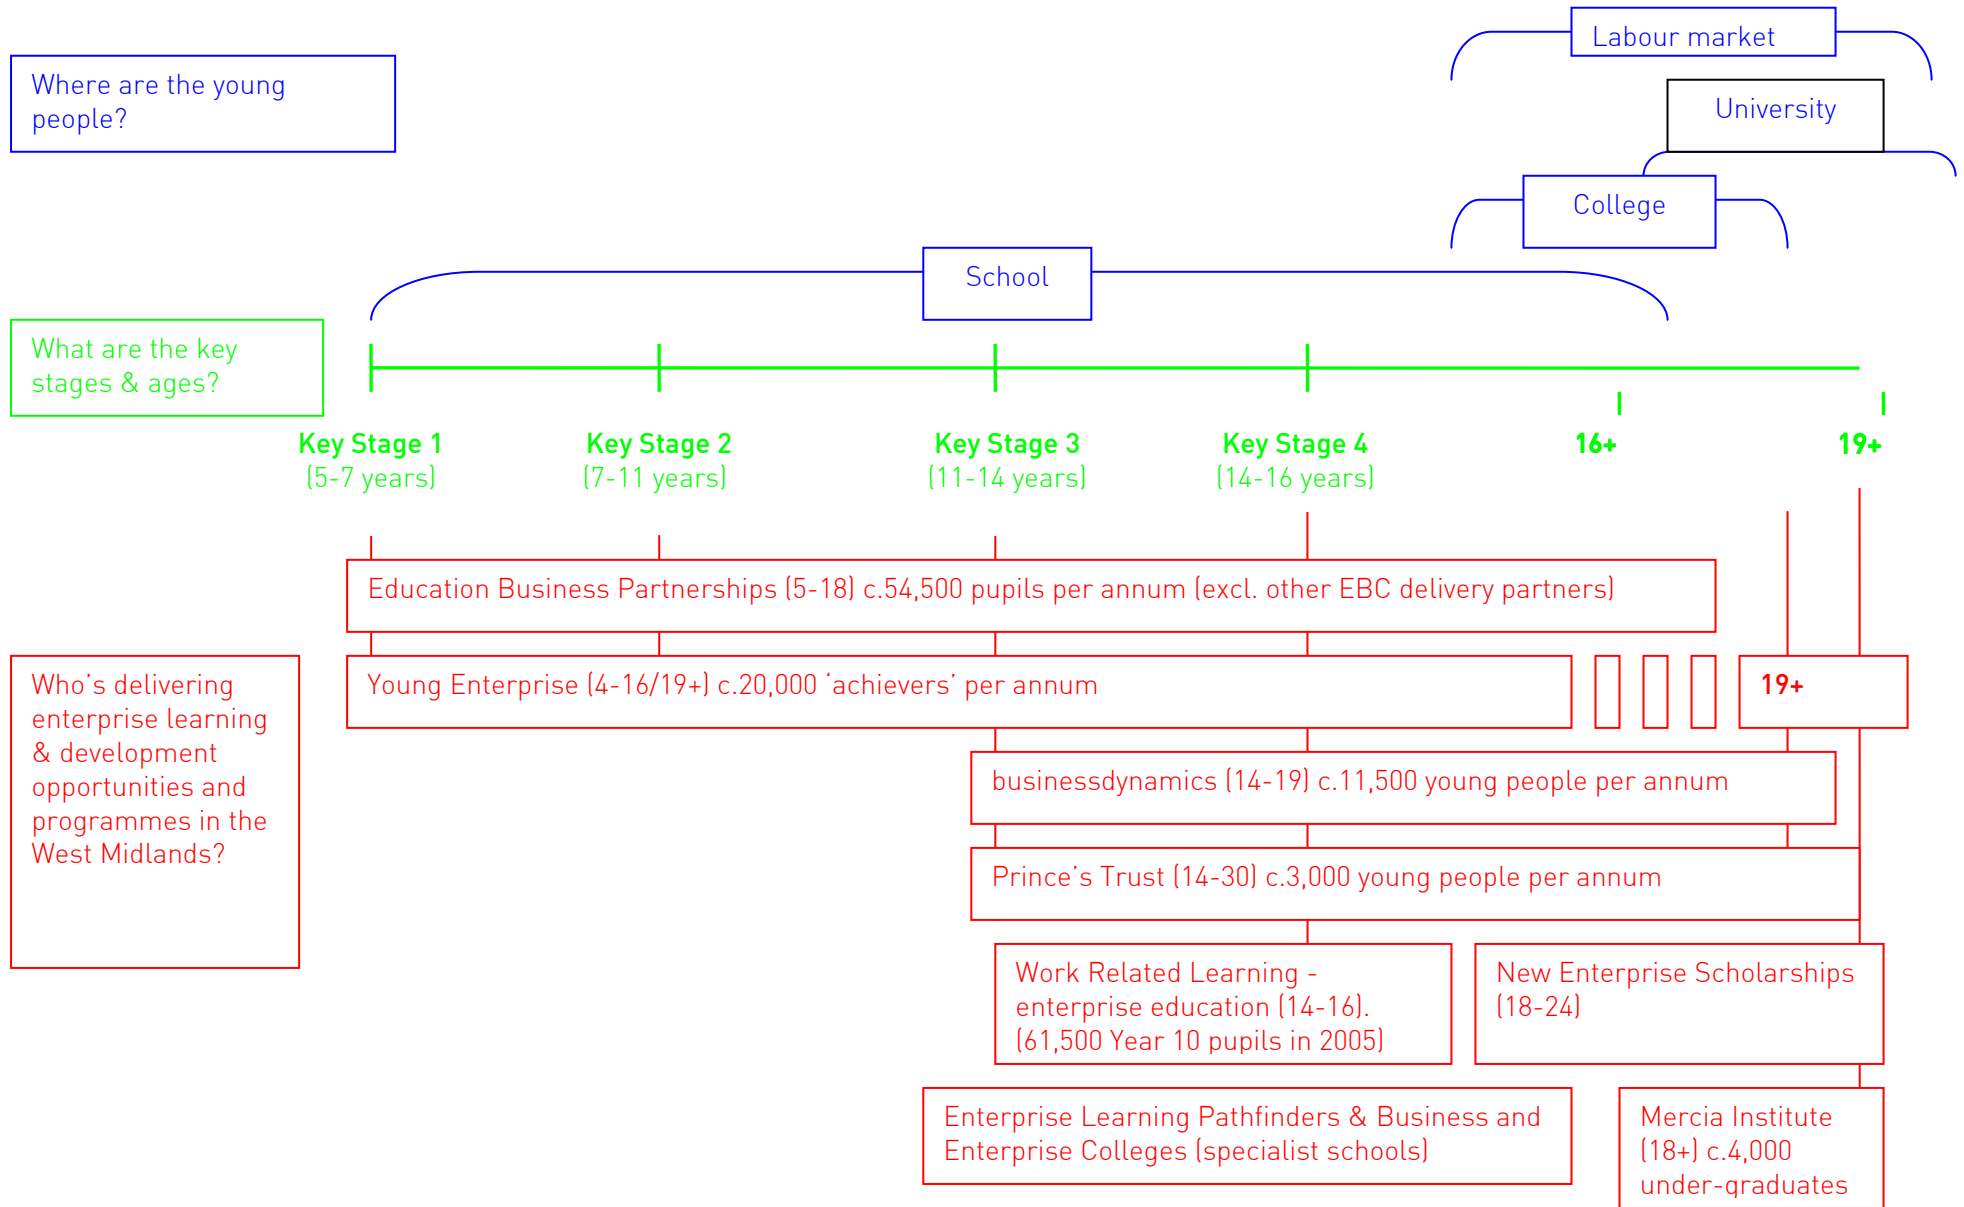 Labour market
Where are the young
people?
University
College
School
What are the key
stages & ages?
Key Stage 1
(5-7 years)
Key Stage 2
(7-11 years)
Key Stage 3
(11-14 years)
Key Stage 4
(14-16 years)
16+
19+
Education Business Partnerships (5-18) c.54,500 pupils per annum (excl. other EBC delivery partners)
Who’s delivering
enterprise learning
& development
opportunities and
programmes in the
West Midlands?
Young Enterprise (4-16/19+) c.20,000 ‘achievers’ per annum
19+
businessdynamics (14-19) c.11,500 young people per annum
Prince’s Trust (14-30) c.3,000 young people per annum
Work Related Learning -
enterprise education (14-16).
(61,500 Year 10 pupils in 2005)
New Enterprise Scholarships
(18-24)
Enterprise Learning Pathfinders & Business and
Enterprise Colleges (specialist schools)
Mercia Institute
(18+) c.4,000
under-graduates